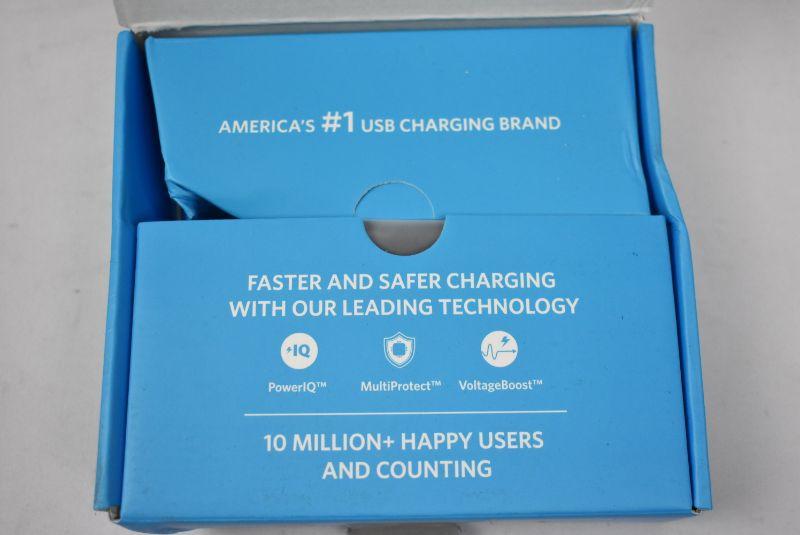 AMERICA'S #1 USB CHARGING BRAND
FASTER AND SAFER CHARGING
WITH OUR LEADING TECHNOLOGY
IQ
PowerIQ™ MultiProtect™ VoltageBoost™
10 MILLION+ HAPPY USERS
AND COUNTING